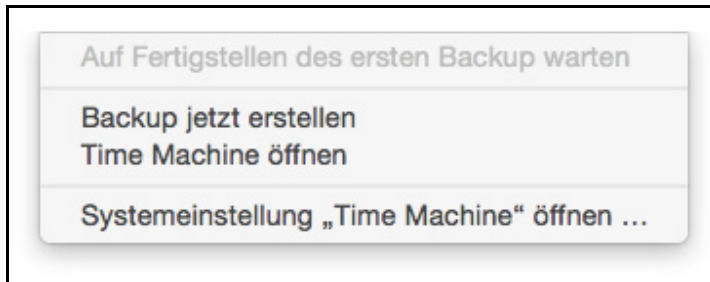 Auf Fertigstellen des ersten Backup warten
Backup jetzt erstellen
Time Machine öffnen
Systemeinstellung „Time Machine“ öffnen …